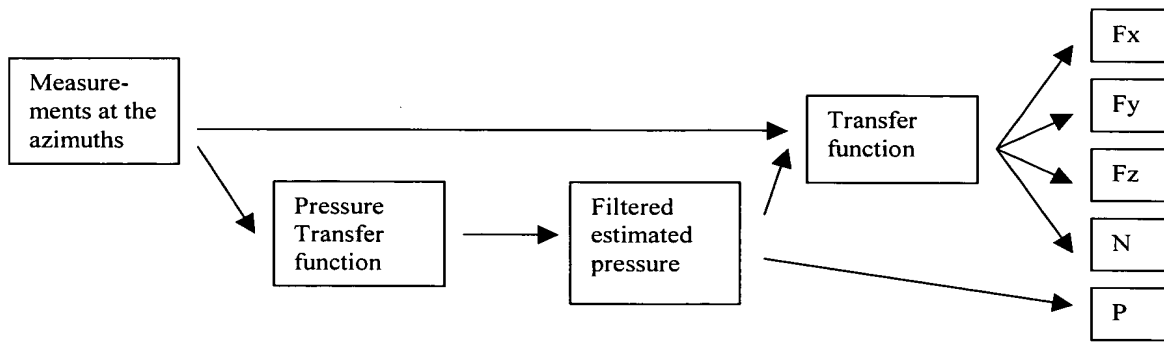 Measure-
ments at the
azimuths
Pressure
Transfer
function
Filtered
estimated
pressure
Transfer
function
Fx
Fy
Fz
N
P